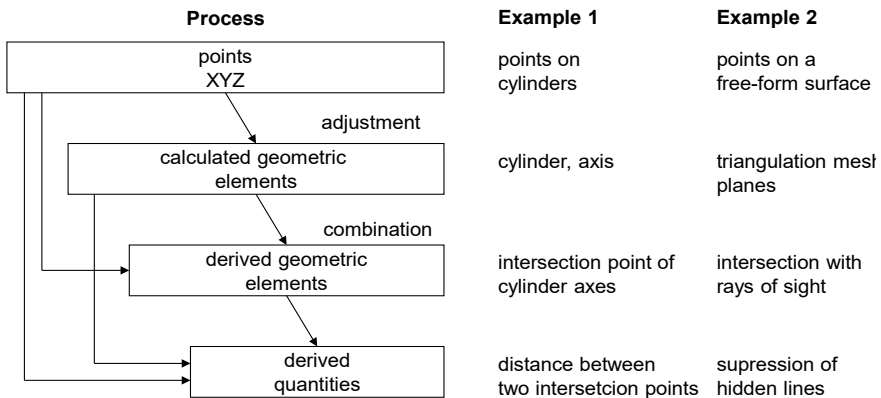 Process Example 1 Example 2
points points on points on a
XYZ cylinders free-form surface
adjustment
calculated geometric cylinder, axis triangulation mesh
elements planes
combination
derived geometric intersection point of intersection with
elements cylinder axes rays of sight
derived distance between supression of
quantities two intersetcion points hidden lines